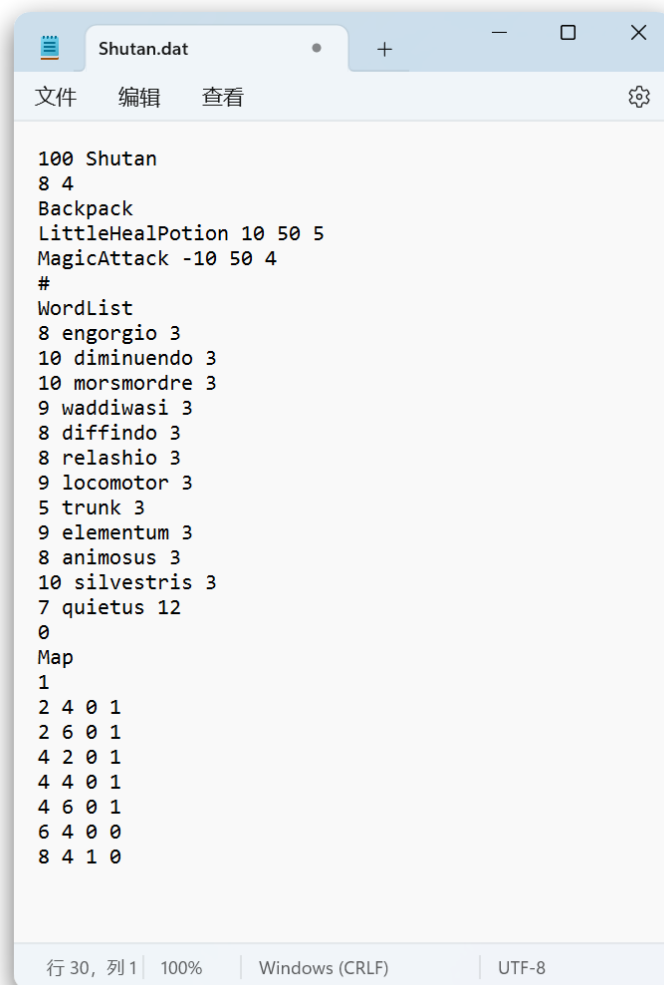 Shutan.dat
文件 编辑 查看
100 Shutan
8 4
Backpack
LittleHealPotion 10 50 5
MagicAttack -10 50 4
#
WordList
8 engorgio 3
10 diminuendo 3
10 morsmordre 3
9 waddiwasi 3
8 diffindo 3
8 relashio 3
9 locomotor 3
5 trunk 3
9 elementum 3
8 animosus 3
10 silvestris 3
7 quietus 12
0
Map
1
2 4 0 1
2 6 0 1
4 2 0 1
4 4 0 1
4 6 0 1
6 4 0 0
8 4 1 0
行 30，列 1 100% Windows (CRLF) UTF-8